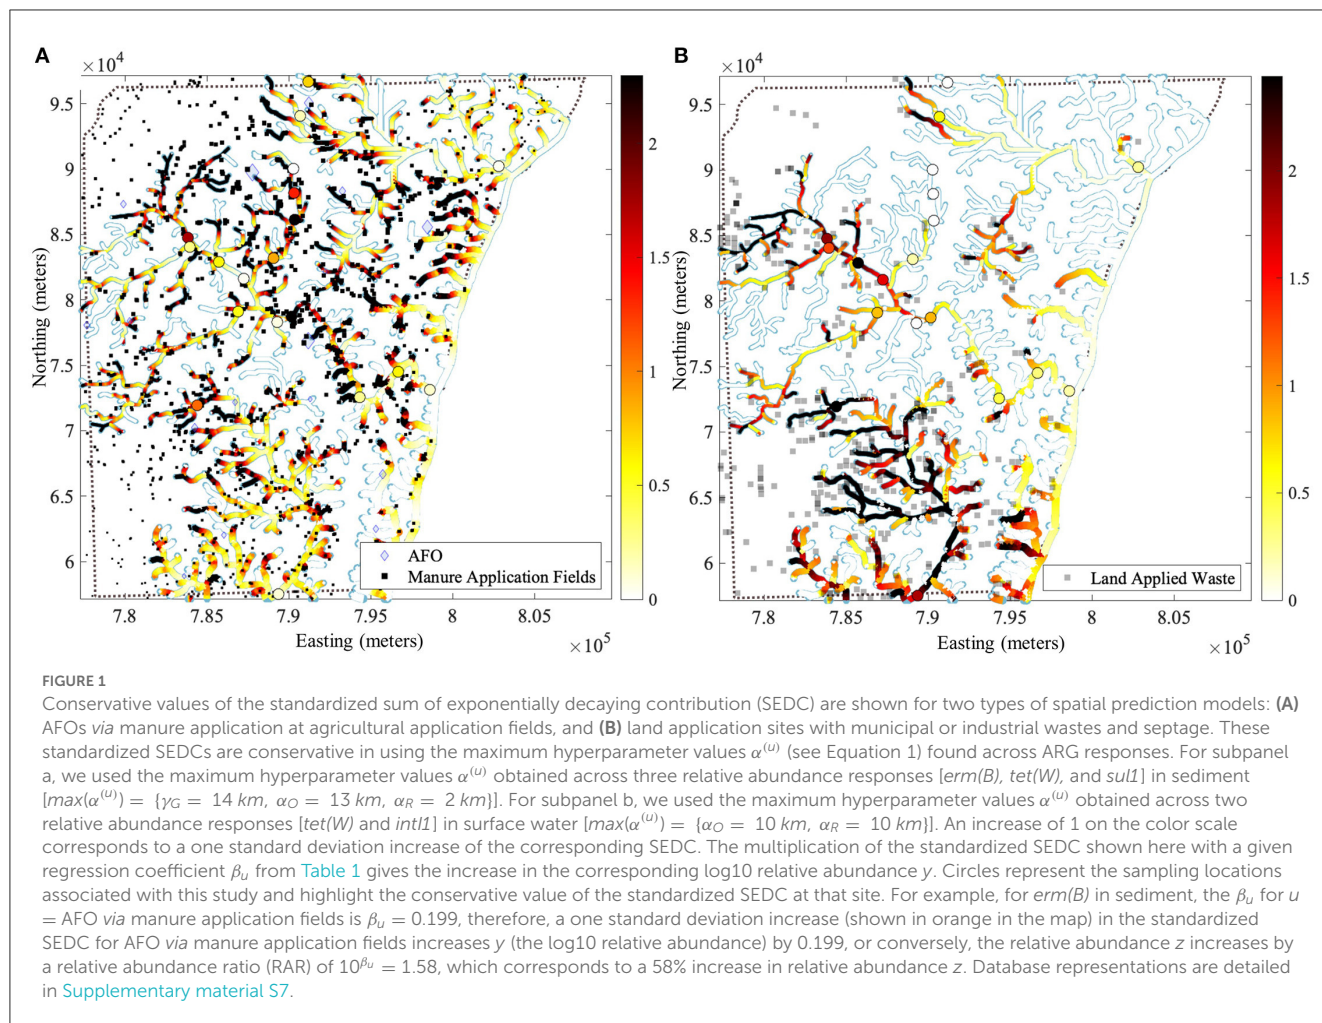 A
×10⁴
9.5
9
8.5
8
7.5
7
6.5
6
Northing (meters)
7.8
7.85
7.9
7.95
8
8.05
Easting (meters)
×10⁵
AFO
Manure Application Fields
2
1.5
1
0.5
0
B
×10⁴
9.5
9
8.5
8
7.5
7
6.5
6
Northing (meters)
7.8
7.85
7.9
7.95
8
8.05
Easting (meters)
×10⁵
Land Applied Waste
2
1.5
1
0.5
0
FIGURE 1
Conservative values of the standardized sum of exponentially decaying contribution (SEDC) are shown for two types of spatial prediction models: (A)
AFOs via manure application at agricultural application fields, and (B) land application sites with municipal or industrial wastes and septage. These
standardized SEDCs are conservative in using the maximum hyperparameter values α⁽ᵘ⁾ (see Equation 1) found across ARG responses. For subpanel
a, we used the maximum hyperparameter values α⁽ᵘ⁾ obtained across three relative abundance responses [erm(B), tet(W), and sul1] in sediment
[max(α⁽ᵘ⁾) = {γG = 14 km, αO = 13 km, αR = 2 km}]. For subpanel b, we used the maximum hyperparameter values α⁽ᵘ⁾ obtained across two
relative abundance responses [tet(W) and intI1] in surface water [max(α⁽ᵘ⁾) = {αO = 10 km, αR = 10 km}]. An increase of 1 on the color scale
corresponds to a one standard deviation increase of the corresponding SEDC. The multiplication of the standardized SEDC shown here with a given
regression coefficient βu from Table 1 gives the increase in the corresponding log10 relative abundance y. Circles represent the sampling locations
associated with this study and highlight the conservative value of the standardized SEDC at that site. For example, for erm(B) in sediment, the βu for u
= AFO via manure application fields is βu = 0.199, therefore, a one standard deviation increase (shown in orange in the map) in the standardized
SEDC for AFO via manure application fields increases y (the log10 relative abundance) by 0.199, or conversely, the relative abundance z increases by
a relative abundance ratio (RAR) of 10^βu = 1.58, which corresponds to a 58% increase in relative abundance z. Database representations are detailed
in Supplementary material S7.